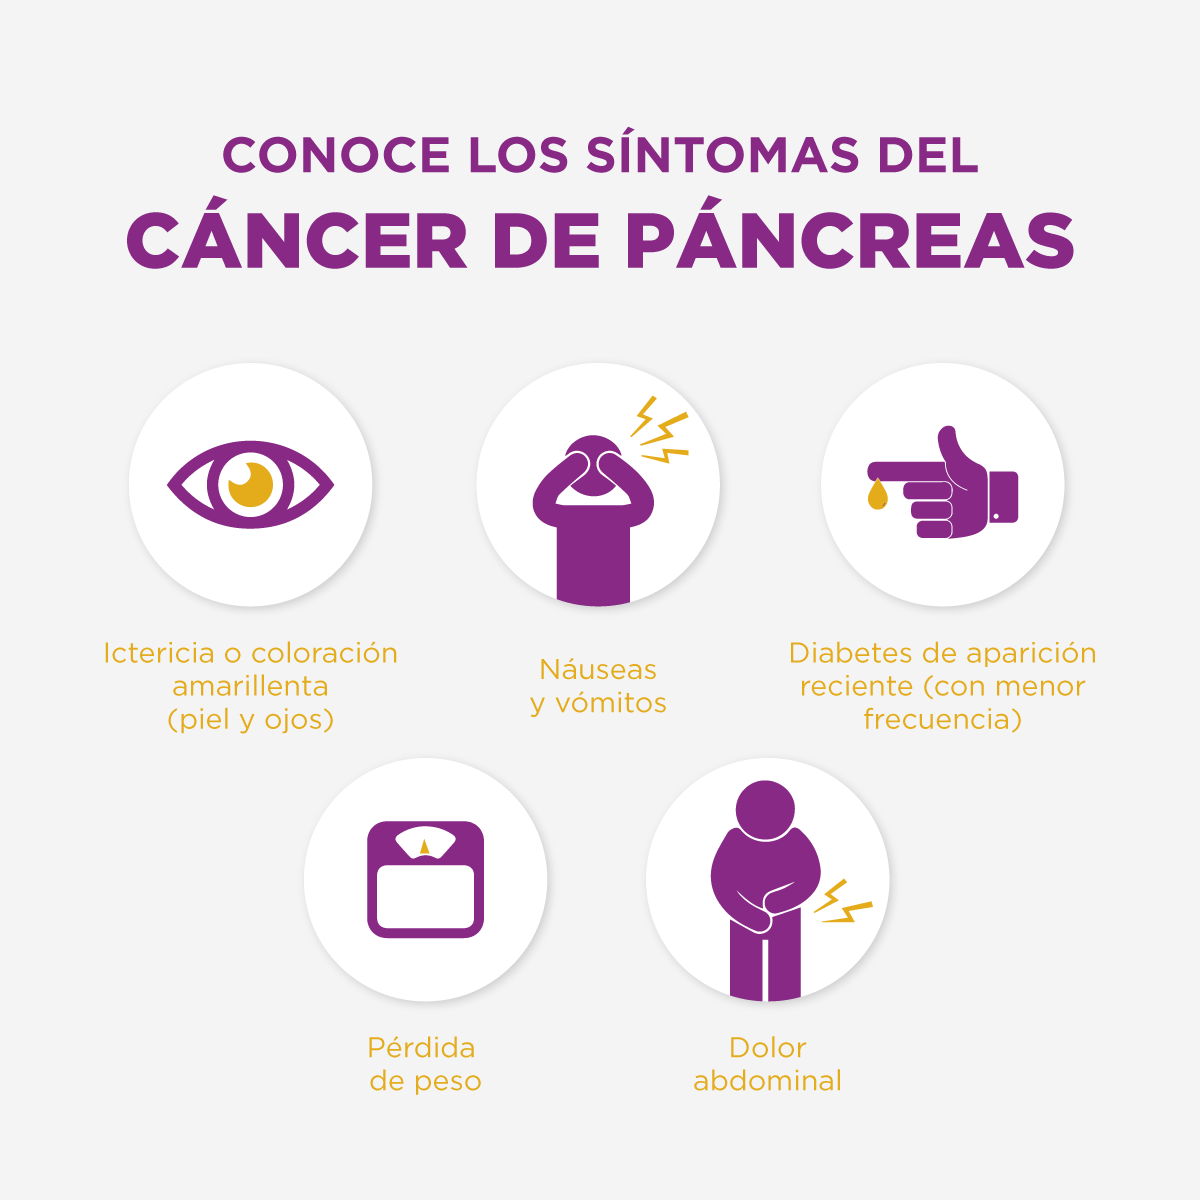 CONOCE LOS SÍNTOMAS DEL
CÁNCER DE PÁNCREAS
Ictericia o coloración
amarillenta
(piel y ojos)
Náuseas
y vómitos
Diabetes de aparición
reciente (con menor
frecuencia)
Pérdida
de peso
Dolor
abdominal